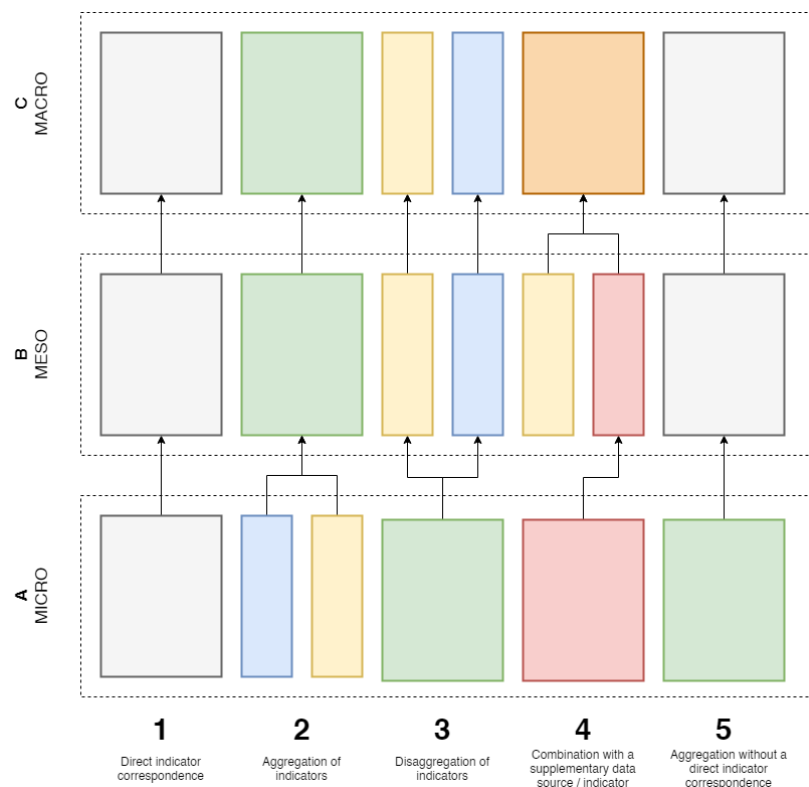 C
MACRO
B
MESO
A
MICRO
1
2
3
4
5
Direct indicator
correspondence
Aggregation of
indicators
Disaggregation of
indicators
Combination with a
supplementary data
source / indicator
Aggregation without a
direct indicator
correspondence